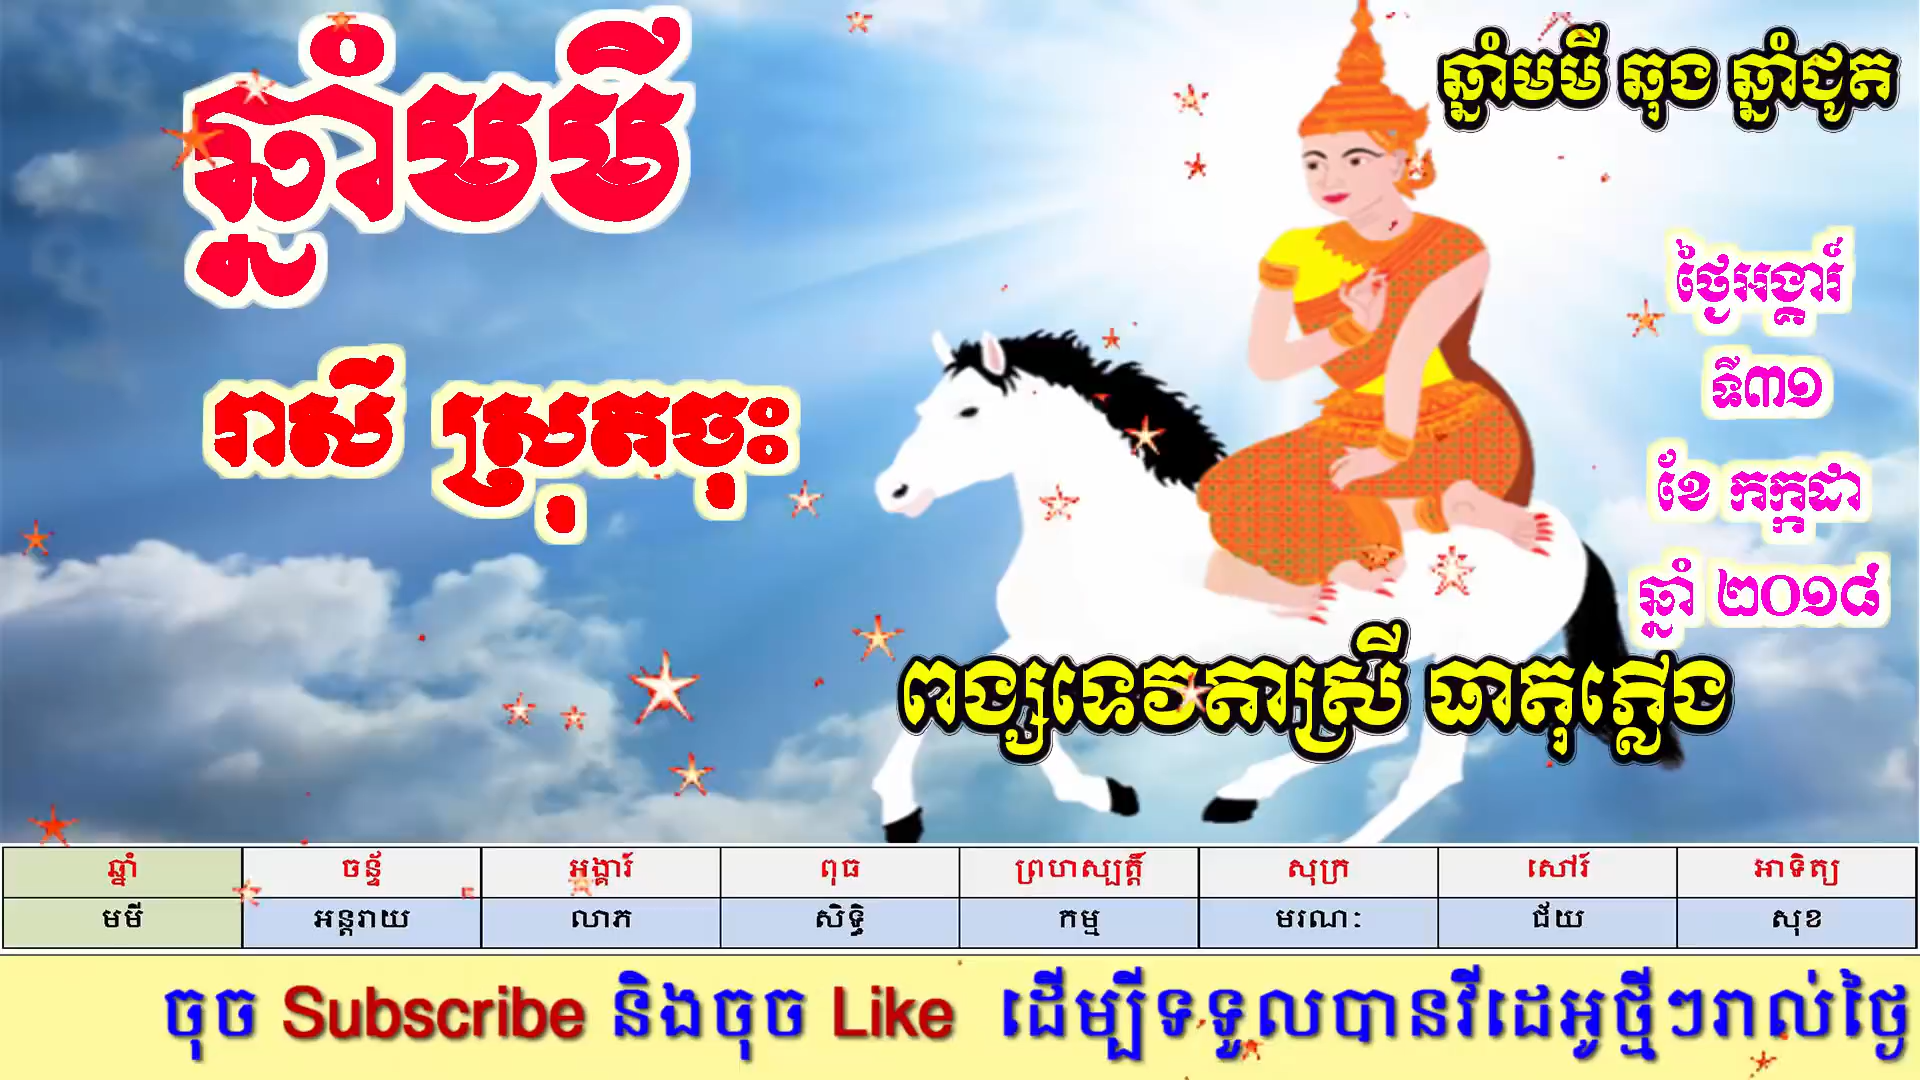 ឆ្នាំមមី
រាសី ស្រុតចុះ
ឆ្នាំមមី ឆុង ឆ្នាំជូត
ថ្ងៃអង្គារ៍
ទី៣១
ខែ កក្កដា
ឆ្នាំ ២០១៨
ពង្សទេវតាស្រី ធាតុភ្លើង
ឆ្នាំ ចន្ទ័ អង្គារ៍ ពុធ ព្រហស្បត្តិ៍ សុក្រ សៅរ៍ អាទិត្យ
មមី អន្តរាយ លាភ សិទ្ធិ កម្ម មរណៈ ជ័យ សុខ
ចុច Subscribe និងចុច Like ដើម្បីទទួលបានវីដេអូថ្មីៗរាល់ថ្ងៃ